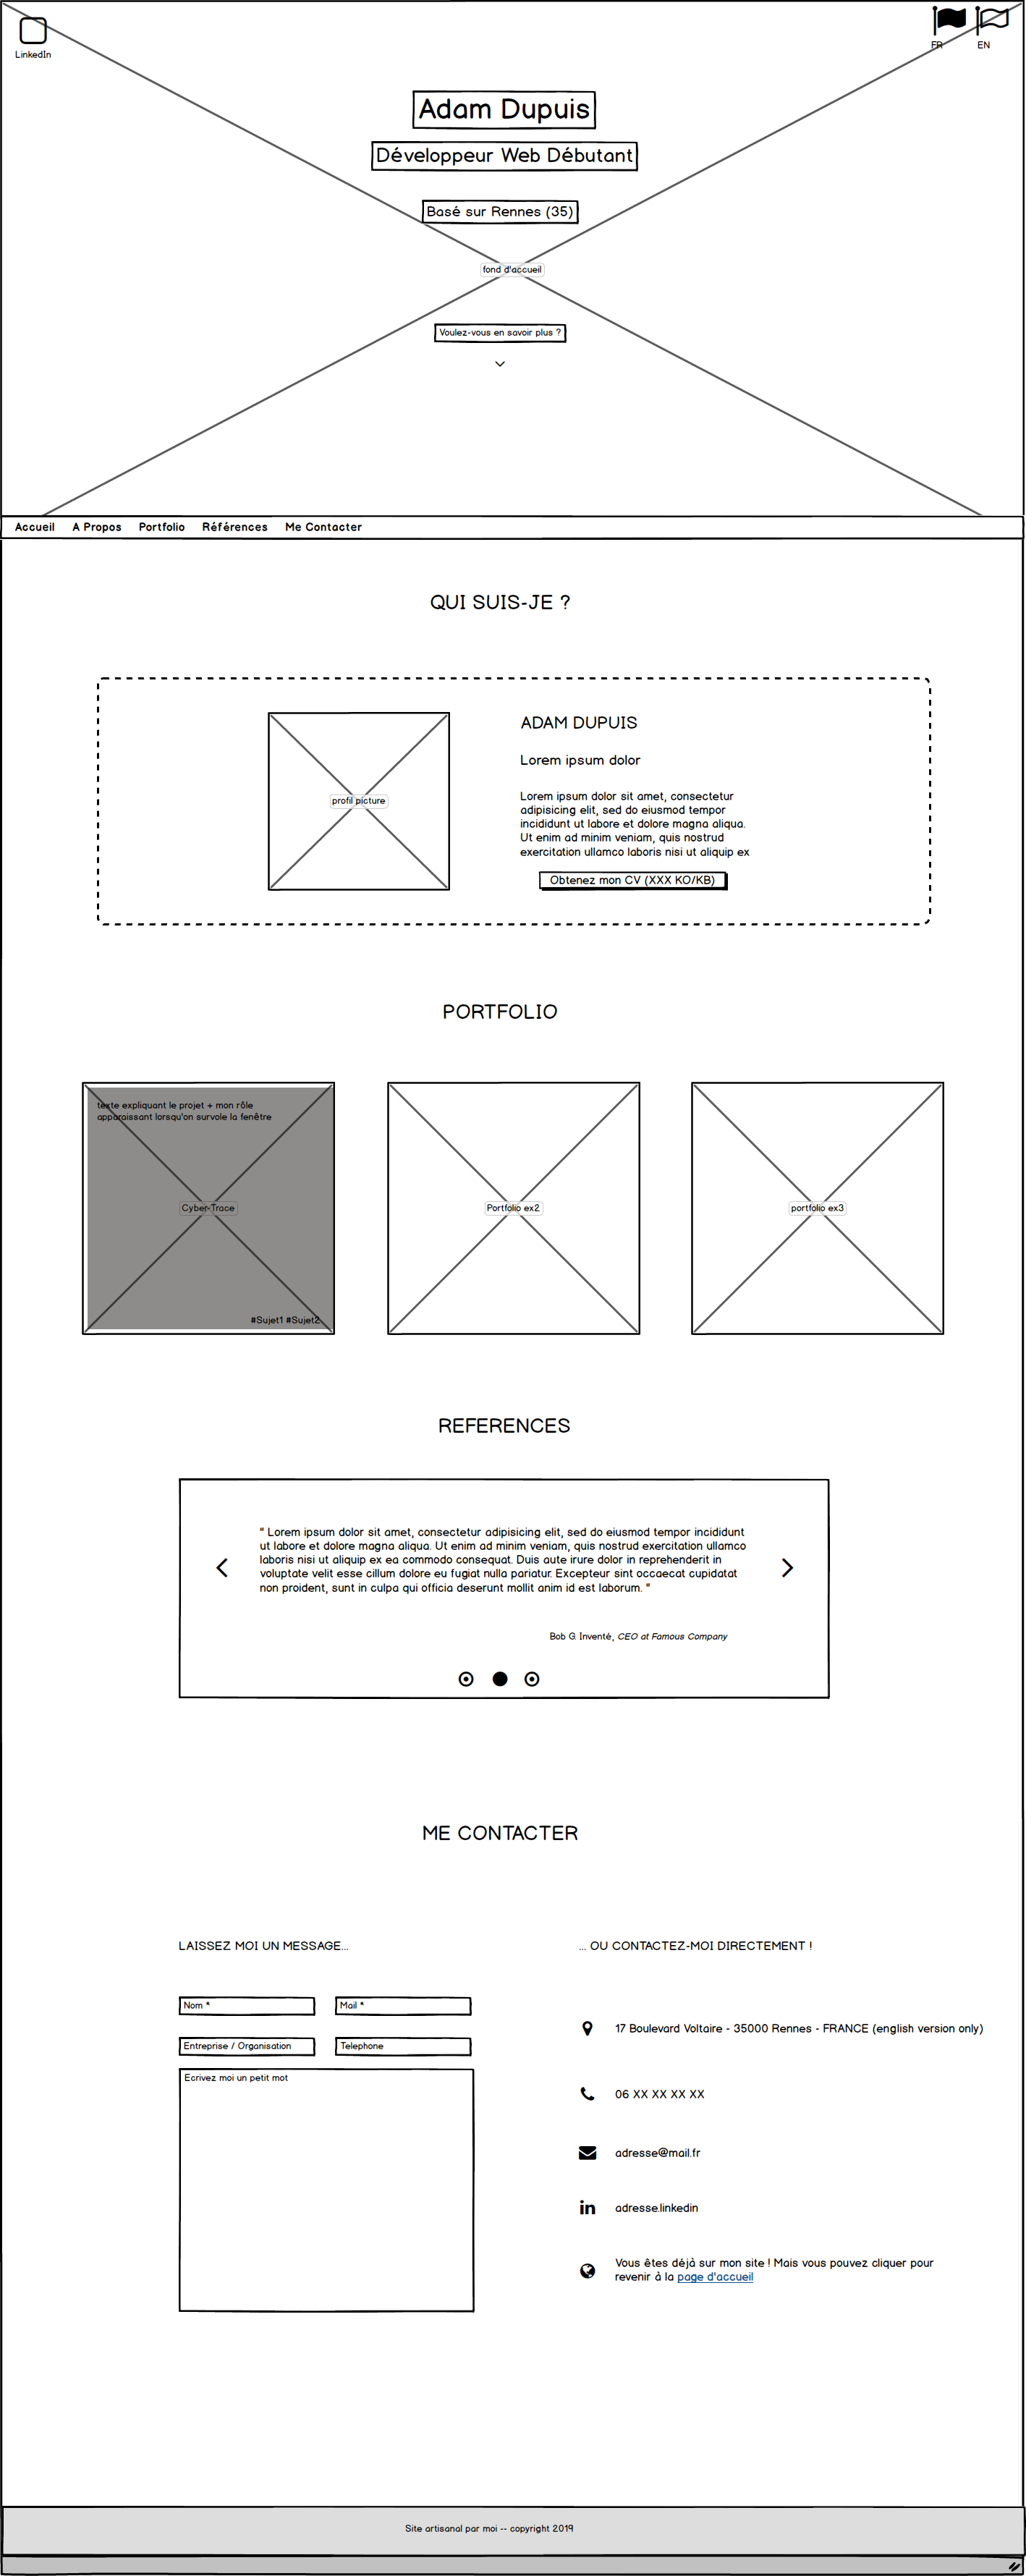 LinkedIn
FR EN
Adam Dupuis
Développeur Web Débutant
Basé sur Rennes (35)
fond d'accueil
Voulez-vous en savoir plus ?
Accueil A Propos Portfolio Références Me Contacter
QUI SUIS-JE ?
profil picture
ADAM DUPUIS
Lorem ipsum dolor
Lorem ipsum dolor sit amet, consectetur
adipisicing elit, sed do eiusmod tempor
incididunt ut labore et dolore magna aliqua.
Ut enim ad minim veniam, quis nostrud
exercitation ullamco laboris nisi ut aliquip ex
Obtenez mon CV (XXX KO/KB)
PORTFOLIO
texte expliquant le projet + mon rôle
apparaissant lorsqu'on survole la fenêtre
Cyber-Trace
#Sujet1 #Sujet2
Portfolio ex2
portfolio ex3
REFERENCES
" Lorem ipsum dolor sit amet, consectetur adipisicing elit, sed do eiusmod tempor incididunt
ut labore et dolore magna aliqua. Ut enim ad minim veniam, quis nostrud exercitation ullamco
laboris nisi ut aliquip ex ea commodo consequat. Duis aute irure dolor in reprehenderit in
voluptate velit esse cillum dolore eu fugiat nulla pariatur. Excepteur sint occaecat cupidatat
non proident, sunt in culpa qui officia deserunt mollit anim id est laborum. "
Bob G. Inventé, CEO at Famous Company
ME CONTACTER
LAISSEZ MOI UN MESSAGE...
Nom * Mail *
Entreprise / Organisation Telephone
Ecrivez moi un petit mot
... OU CONTACTEZ-MOI DIRECTEMENT !
17 Boulevard Voltaire - 35000 Rennes - FRANCE (english version only)
06 XX XX XX XX
adresse@mail.fr
adresse.linkedin
Vous êtes déjà sur mon site ! Mais vous pouvez cliquer pour
revenir à la page d'accueil
Site artisanal par moi -- copyright 2019